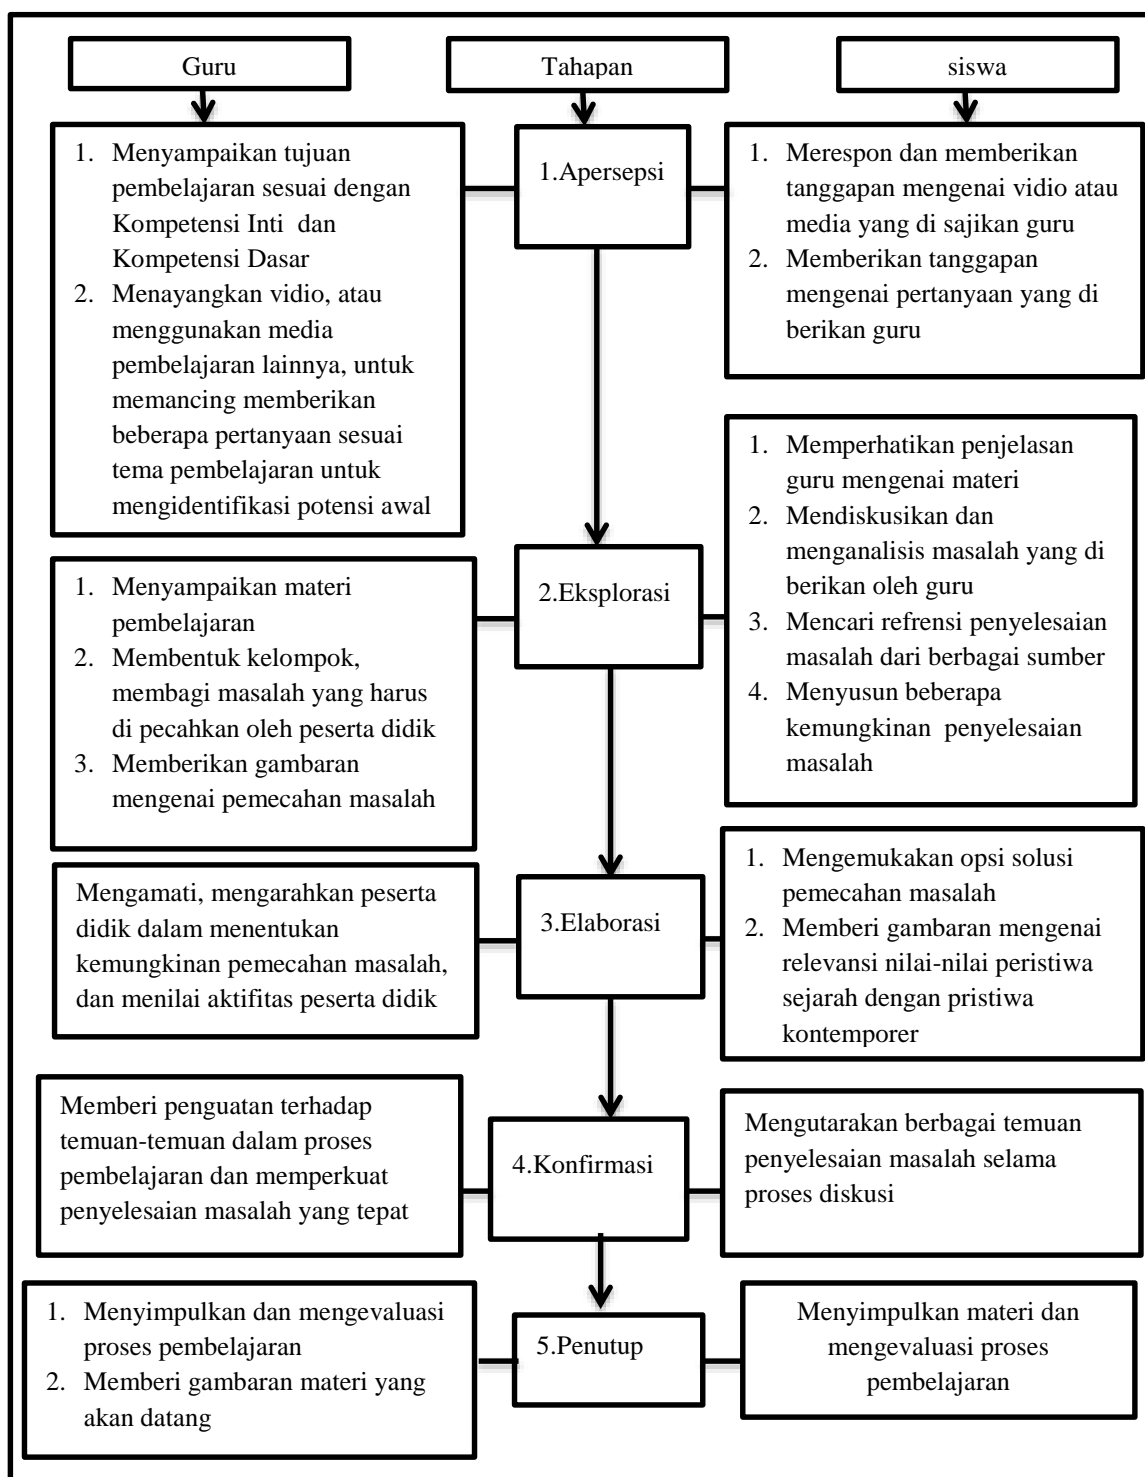 Guru
Tahapan
siswa
1. Menyampaikan tujuan
pembelajaran sesuai dengan
Kompetensi Inti  dan
Kompetensi Dasar
2. Menayangkan vidio, atau
menggunakan media
pembelajaran lainnya, untuk
memancing memberikan
beberapa pertanyaan sesuai
tema pembelajaran untuk
mengidentifikasi potensi awal
1.Apersepsi
1. Merespon dan memberikan
tanggapan mengenai vidio atau
media yang di sajikan guru
2. Memberikan tanggapan
mengenai pertanyaan yang di
berikan guru
1. Menyampaikan materi
pembelajaran
2. Membentuk kelompok,
membagi masalah yang harus
di pecahkan oleh peserta didik
3. Memberikan gambaran
mengenai pemecahan masalah
2.Eksplorasi
1. Memperhatikan penjelasan
guru mengenai materi
2. Mendiskusikan dan
menganalisis masalah yang di
berikan oleh guru
3. Mencari refrensi penyelesaian
masalah dari berbagai sumber
4. Menyusun beberapa
kemungkinan  penyelesaian
masalah
Mengamati, mengarahkan peserta
didik dalam menentukan
kemungkinan pemecahan masalah,
dan menilai aktifitas peserta didik
3.Elaborasi
1. Mengemukakan opsi solusi
pemecahan masalah
2. Memberi gambaran mengenai
relevansi nilai-nilai peristiwa
sejarah dengan pristiwa
kontemporer
Memberi penguatan terhadap
temuan-temuan dalam proses
pembelajaran dan memperkuat
penyelesaian masalah yang tepat
4.Konfirmasi
Mengutarakan berbagai temuan
penyelesaian masalah selama
proses diskusi
1. Menyimpulkan dan mengevaluasi
proses pembelajaran
2. Memberi gambaran materi yang
akan datang
5.Penutup
Menyimpulkan materi dan
mengevaluasi proses
pembelajaran